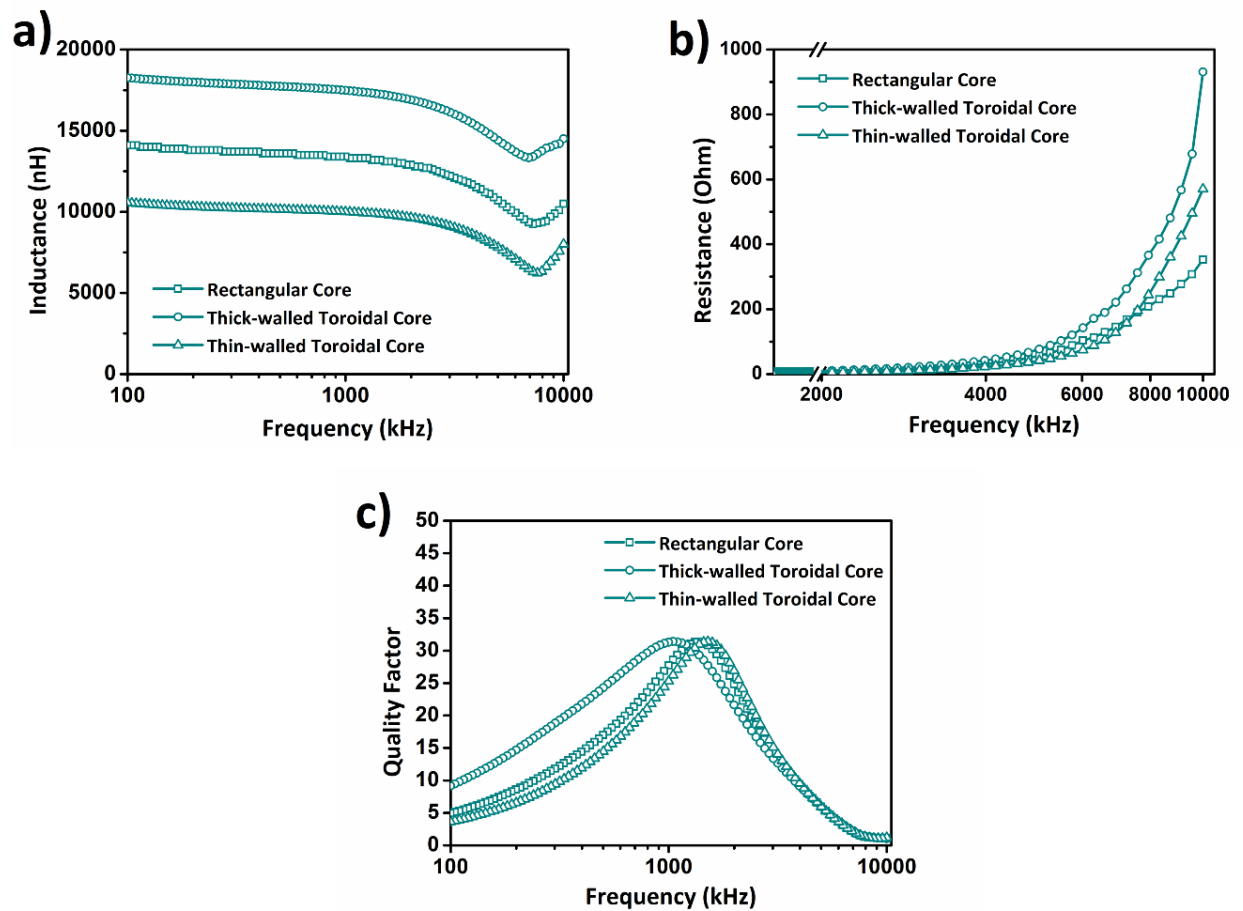 a)
20000
15000
10000
5000
0
Inductance (nH)
Rectangular Core
Thick-walled Toroidal Core
Thin-walled Toroidal Core
100
1000
10000
Frequency (kHz)
b)
1000
800
600
400
200
0
Resistance (Ohm)
Rectangular Core
Thick-walled Toroidal Core
Thin-walled Toroidal Core
2000
4000
6000
8000
10000
Frequency (kHz)
c)
50
45
40
35
30
25
20
15
10
5
0
Quality Factor
Rectangular Core
Thick-walled Toroidal Core
Thin-walled Toroidal Core
100
1000
10000
Frequency (kHz)